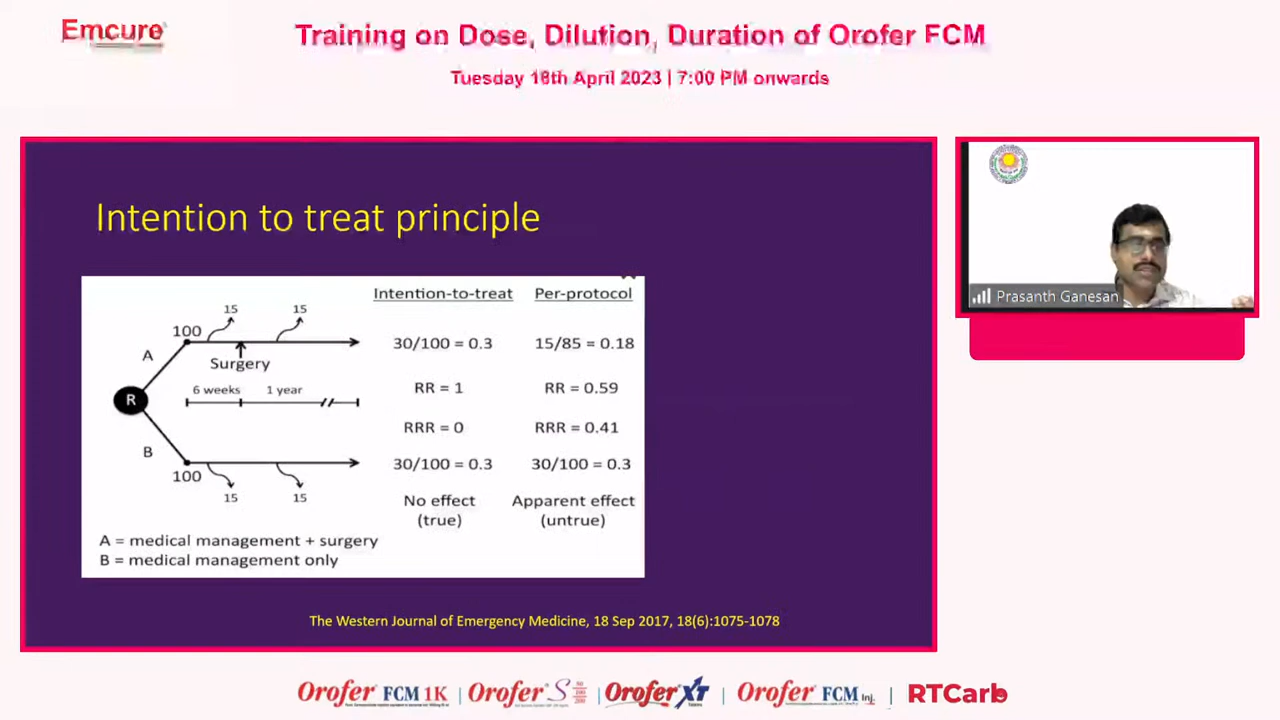 Emcure
Training on Dose, Dilution, Duration of Orofer FCM
Tuesday 18th April 2023 | 7:00 PM onwards
Intention to treat principle
Intention-to-treat Per-protocol
15 15
100
30/100 = 0.3 15/85 = 0.18
A
Surgery
6 weeks 1 year
RR = 1 RR = 0.59
R
RRR = 0 RRR = 0.41
B
30/100 = 0.3 30/100 = 0.3
100
15 15
No effect Apparent effect
(true) (untrue)
A = medical management + surgery
B = medical management only
The Western Journal of Emergency Medicine, 18 Sep 2017, 18(6):1075-1078
Prasanth Ganesan
Orofer FCM 1K | Orofer S | Orofer XT | Orofer FCM Inj. | RTCarb